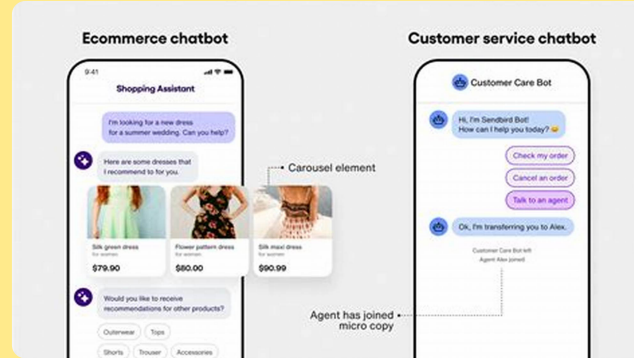 Ecommerce chatbot
9:41
Shopping Assistant
I'm looking for a new dress
for a summer wedding. Can you help?
Here are some dresses that
I recommend to for you.
Carousel element
Silk green dress
for women
$79.90
Flower pattern dress
for women
$80.00
Silk maxi dress
for women
$90.99
Would you like to receive
recommendations for other products?
Outerwear
Tops
Shorts
Trouser
Accessories
Customer service chatbot
Customer Care Bot
Hi, I'm Sendbird Bot!
How can I help you today? 😊
Check my order
Cancel an order
Talk to an agent
Ok, I'm transferring you to Alex.
Customer Care Bot left
Agent Alex joined
Agent has joined
micro copy